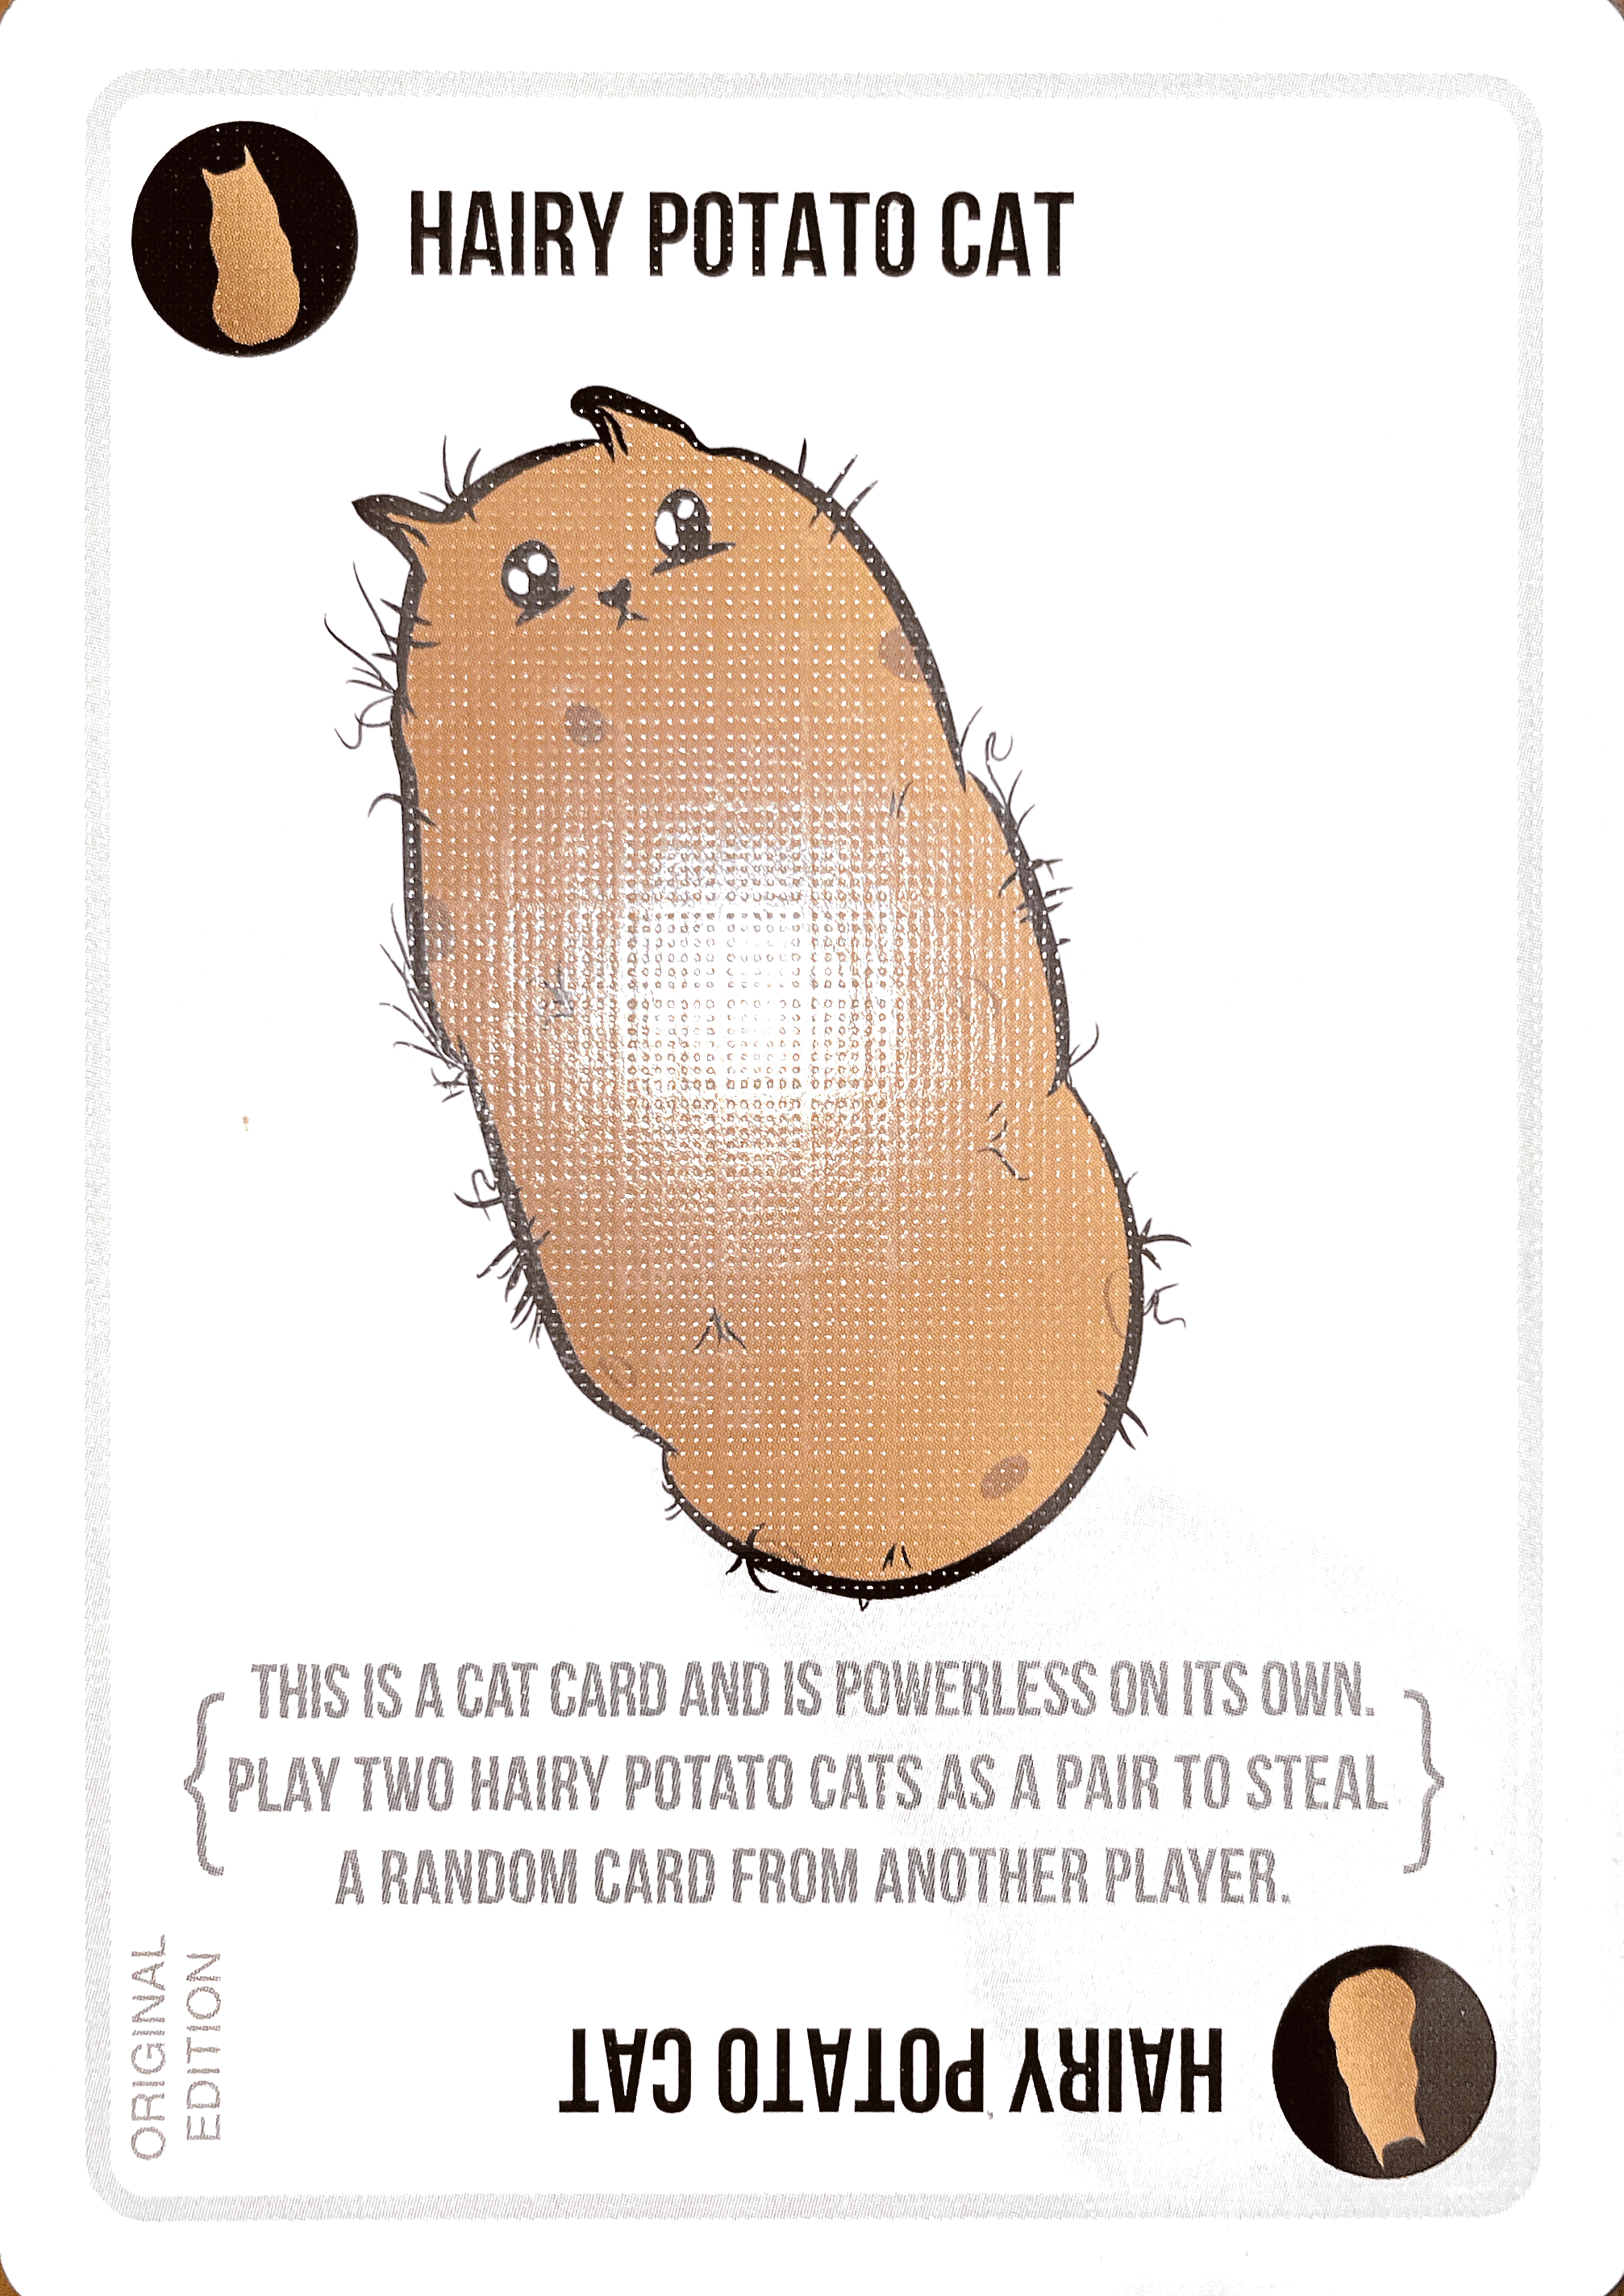 HAIRY POTATO CAT
THIS IS A CAT CARD AND IS POWERLESS ON ITS OWN.
PLAY TWO HAIRY POTATO CATS AS A PAIR TO STEAL
A RANDOM CARD FROM ANOTHER PLAYER.
ORIGINAL
EDITION
HAIRY POTATO CAT